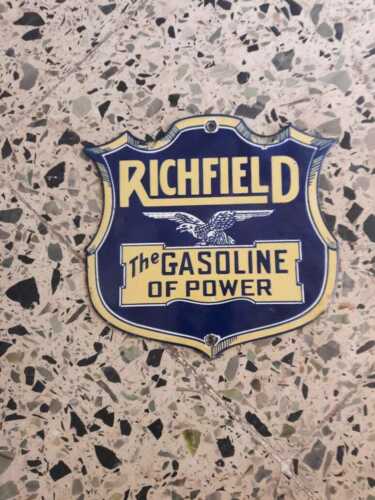 RICHFIELD
The GASOLINE
OF POWER